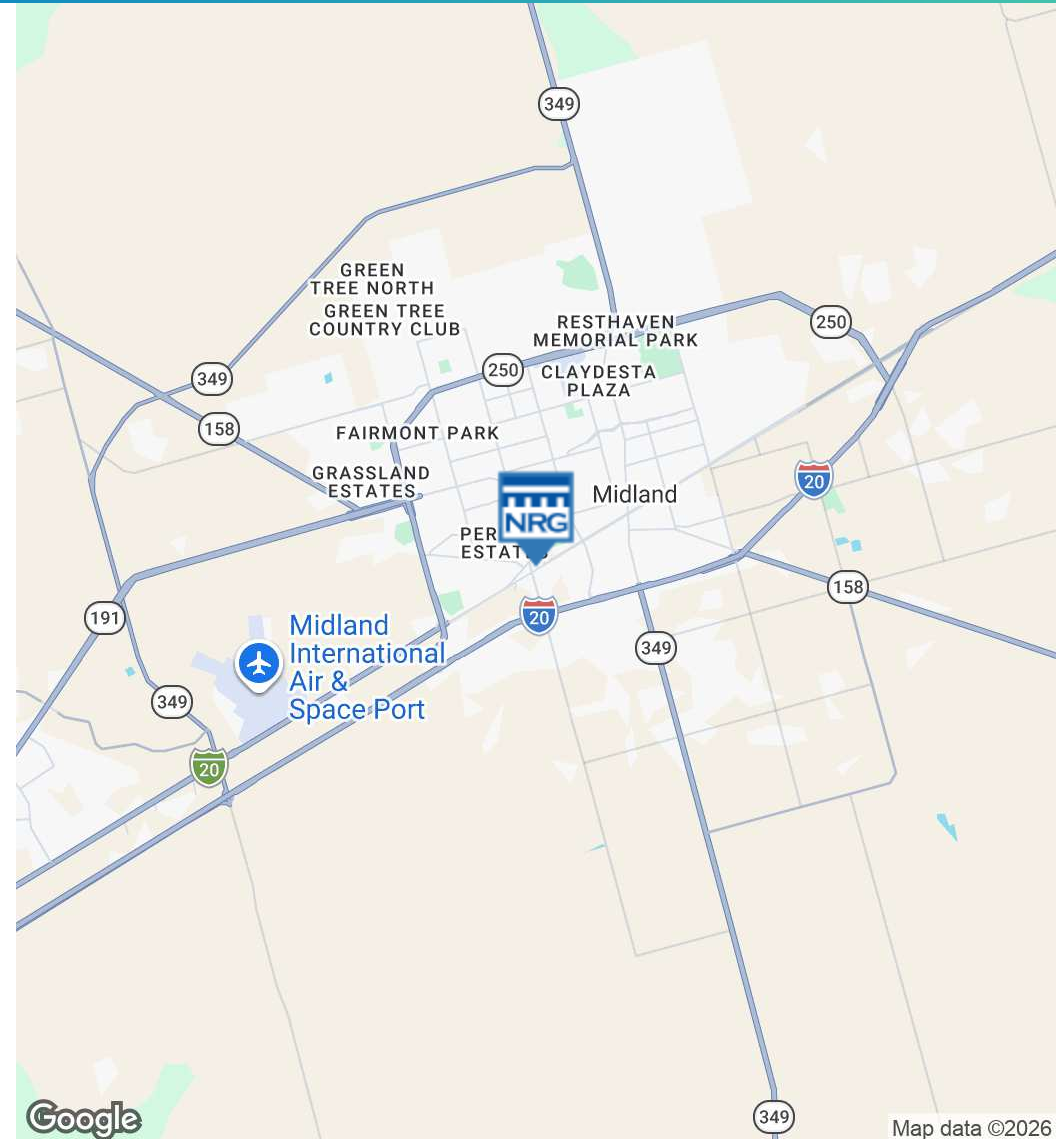 349
GREEN
TREE NORTH
GREEN TREE
COUNTRY CLUB
RESTHAVEN
MEMORIAL PARK
250
250
CLAYDESTA
PLAZA
349
158
FAIRMONT PARK
GRASSLAND
ESTATES
20
Midland
NRG
PER
ESTATES
158
191
20
349
Midland
International
Air &
Space Port
349
20
349
Google
Map data ©2026